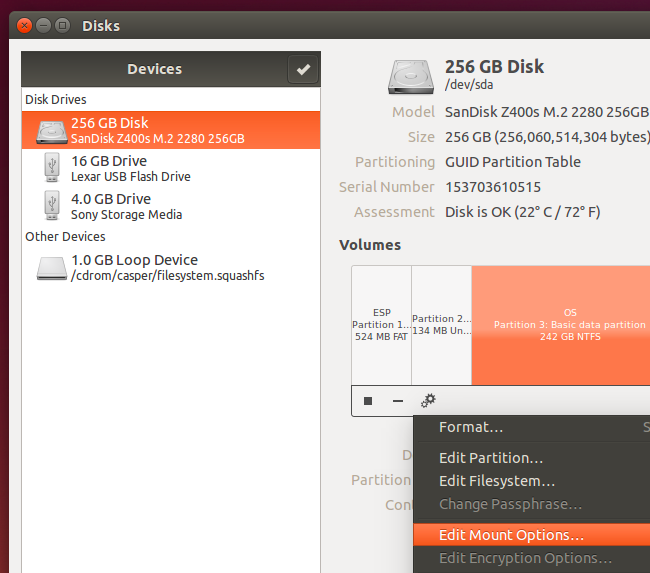 Disks
Devices
Disk Drives
256 GB Disk
SanDisk Z400s M.2 2280 256GB
16 GB Drive
Lexar USB Flash Drive
4.0 GB Drive
Sony Storage Media
Other Devices
1.0 GB Loop Device
/cdrom/casper/filesystem.squashfs
256 GB Disk
/dev/sda
Model SanDisk Z400s M.2 2280 256GB
Size 256 GB (256,060,514,304 bytes)
Partitioning GUID Partition Table
Serial Number 153703610515
Assessment Disk is OK (22° C / 72° F)
Volumes
ESP
Partition 1...
524 MB FAT
Partition 2...
134 MB Un...
OS
Partition 3: Basic data partition
242 GB NTFS
D
Partition
Cont
Format...
S
Edit Partition...
Edit Filesystem...
Change Passphrase...
Edit Mount Options...
Edit Encryption Options...